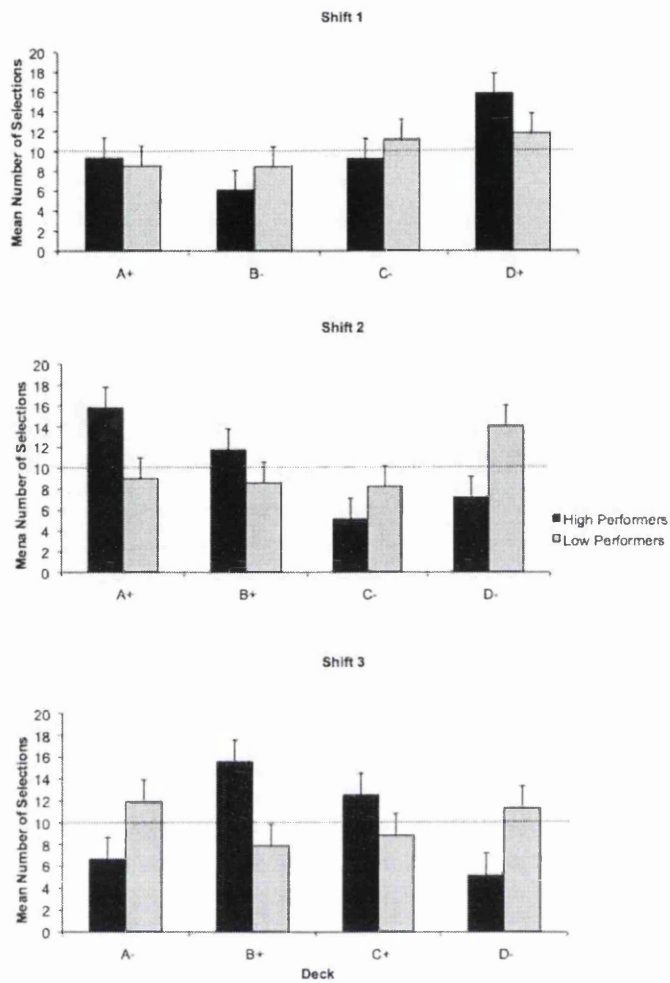 Shift 1
Mean Number of Selections
20
18
16
14
12
10
8
6
4
2
0
A+ B- C- D+
Shift 2
Mena Number of Selections
20
18
16
14
12
10
8
6
4
2
0
A+ B+ C- D-
High Performers
Low Performers
Shift 3
Mean Number of Selections
20
18
16
14
12
10
8
6
4
2
0
A- B+ C+ D-
Deck